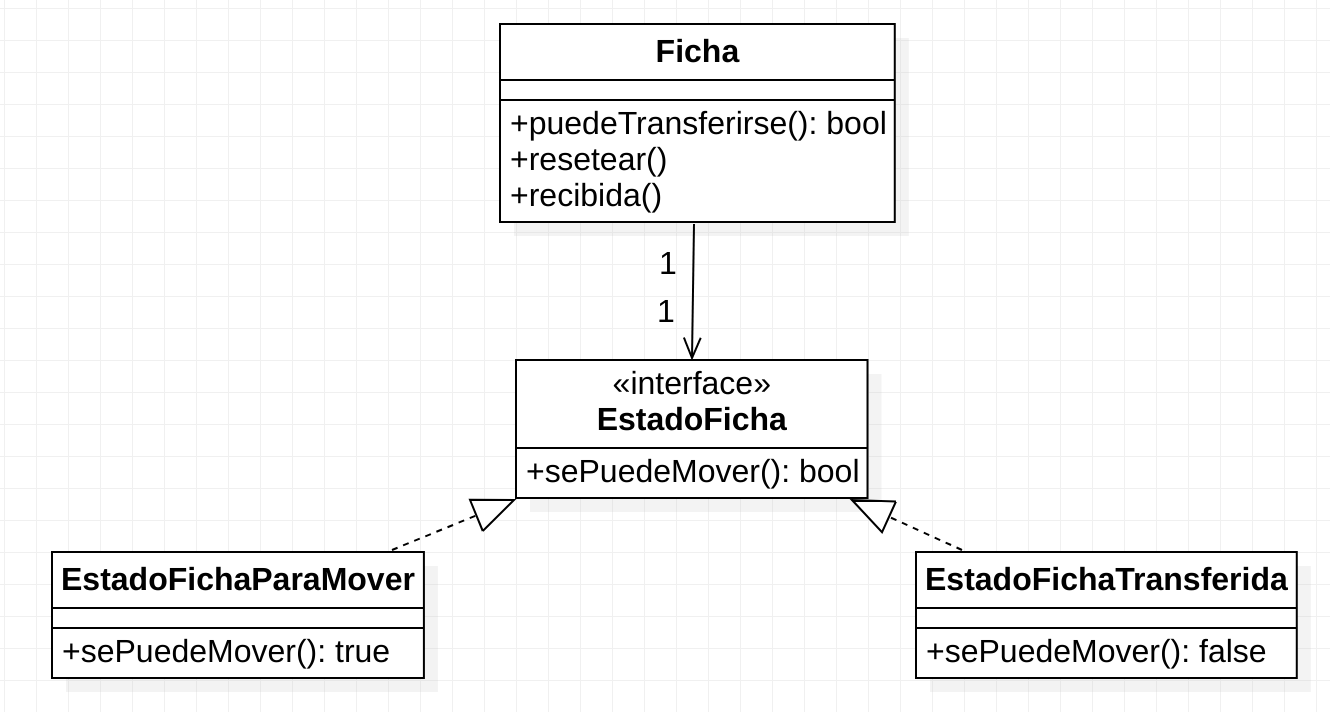 Ficha
+puedeTransferirse(): bool
+resetear()
+recibida()
1
1
«interface»
EstadoFicha
+sePuedeMover(): bool
EstadoFichaParaMover
+sePuedeMover(): true
EstadoFichaTransferida
+sePuedeMover(): false